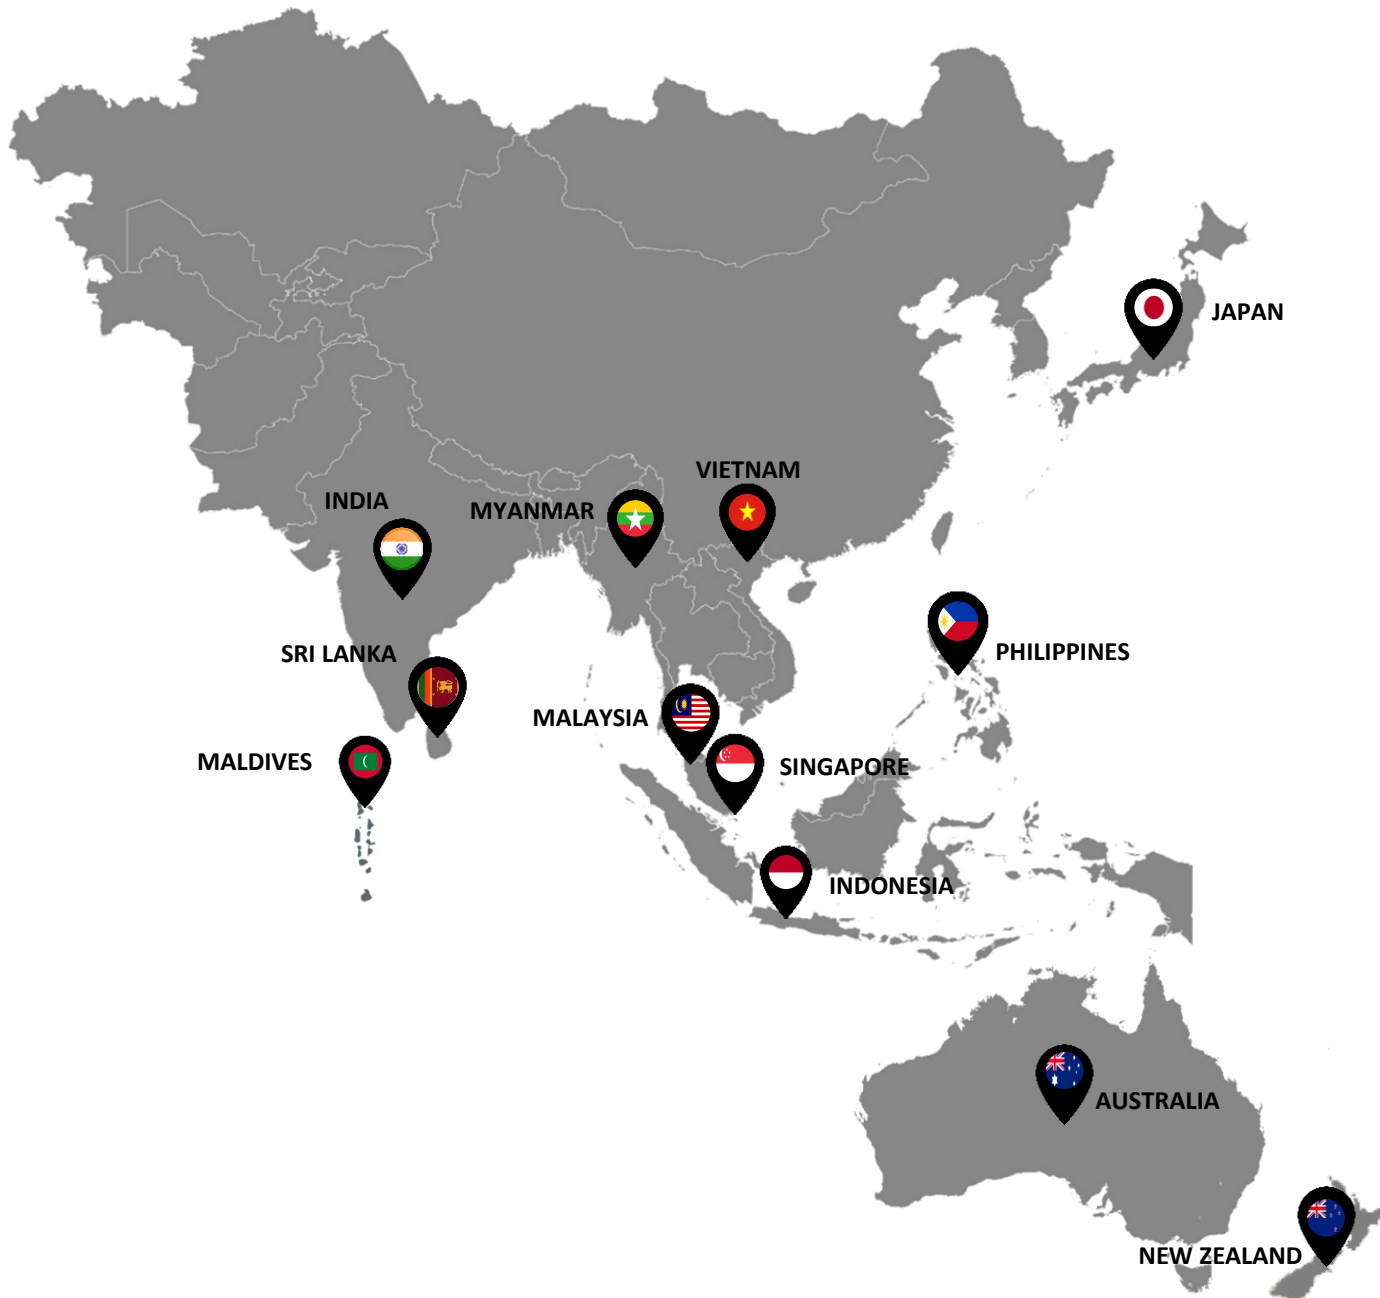 JAPAN
VIETNAM
INDIA
MYANMAR
SRI LANKA
PHILIPPINES
MALAYSIA
MALDIVES
SINGAPORE
INDONESIA
AUSTRALIA
NEW ZEALAND